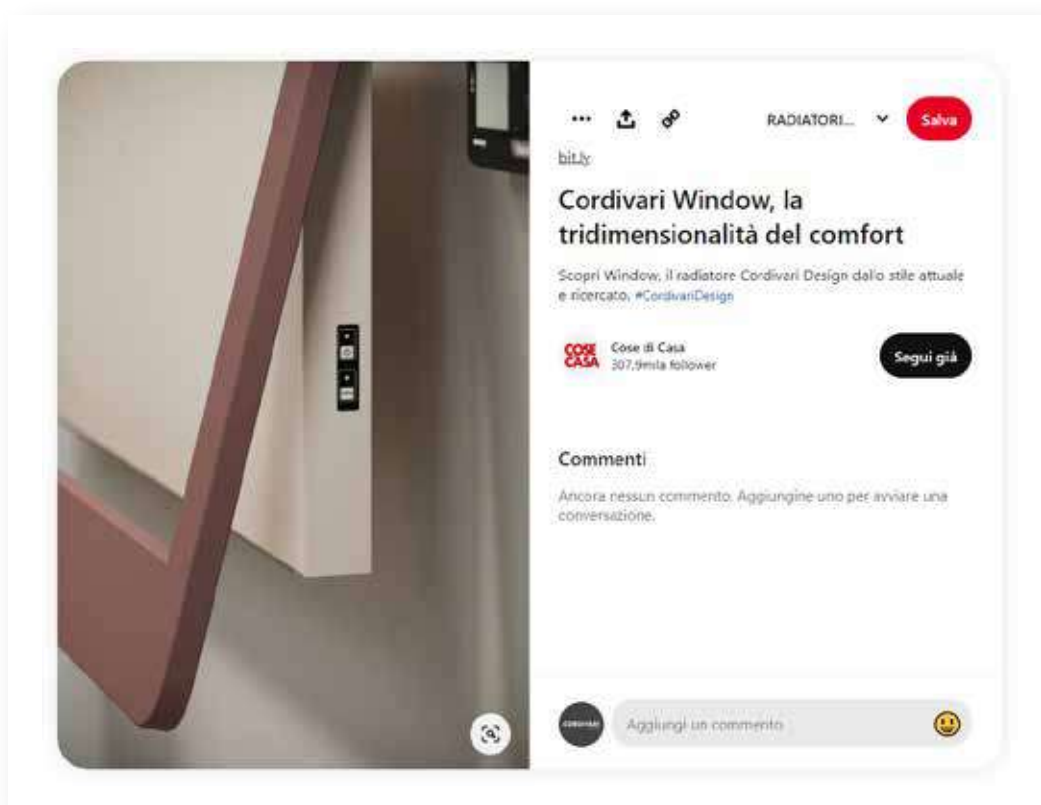 RADIATORI...
Salva
bit.ly
Cordivari Window, la
tridimensionalità del comfort
Scopri Window, il radiatore Cordivari Design dallo stile attuale
e ricercato. #CordivariDesign
COSE
CASA
Cose di Casa
307,9mila follower
Segui già
Commenti
Ancora nessun commento. Aggiungine uno per avviare una
conversazione.
CORDIVARI
Aggiungi un commento